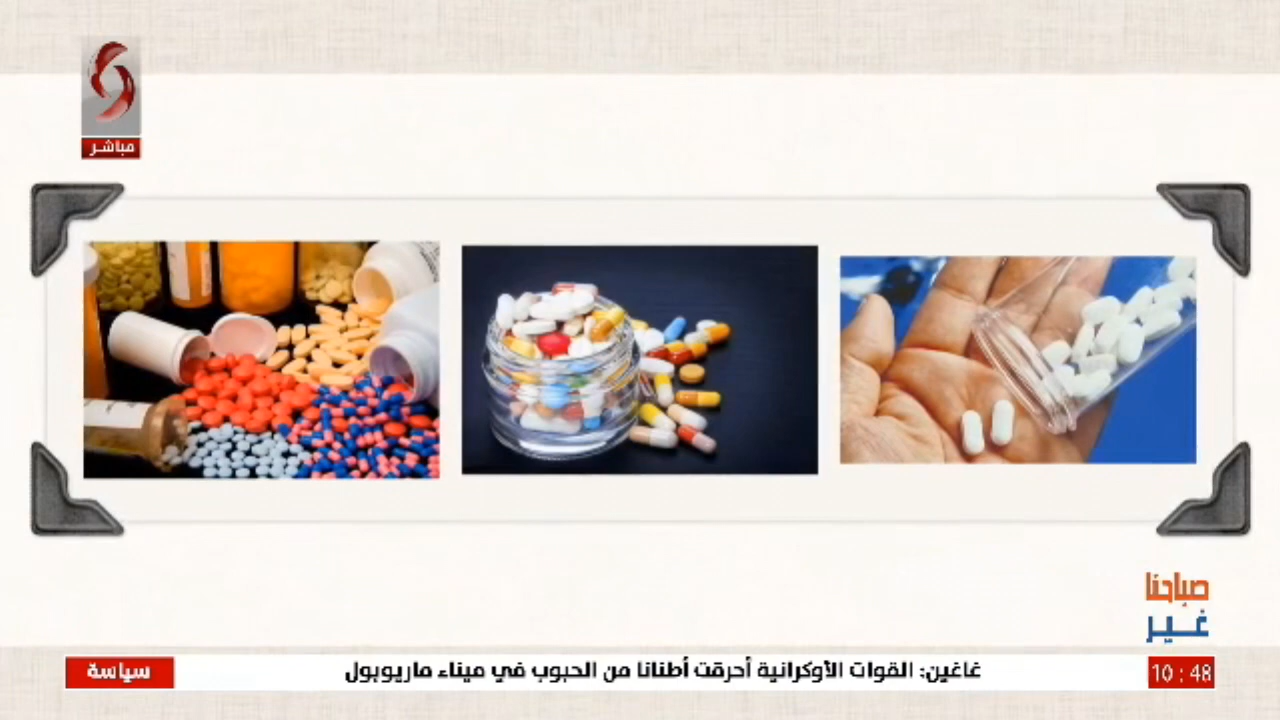 مباشر
صباحنا
غير
سياسة
غاغين: القوات الأوكرانية أحرقت أطنانا من الحبوب في ميناء ماريوبول
10 : 48